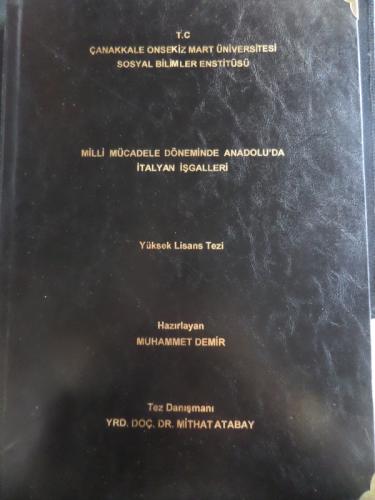 T.C
ÇANAKKALE ONSEKİZ MART ÜNİVERSİTESİ
SOSYAL BİLİMLER ENSTİTÜSÜ
MİLLİ MÜCADELE DÖNEMİNDE ANADOLU'DA
İTALYAN İŞGALLERİ
Yüksek Lisans Tezi
Hazırlayan
MUHAMMET DEMİR
Tez Danışmanı
YRD. DOÇ. DR. MİTHAT ATABAY